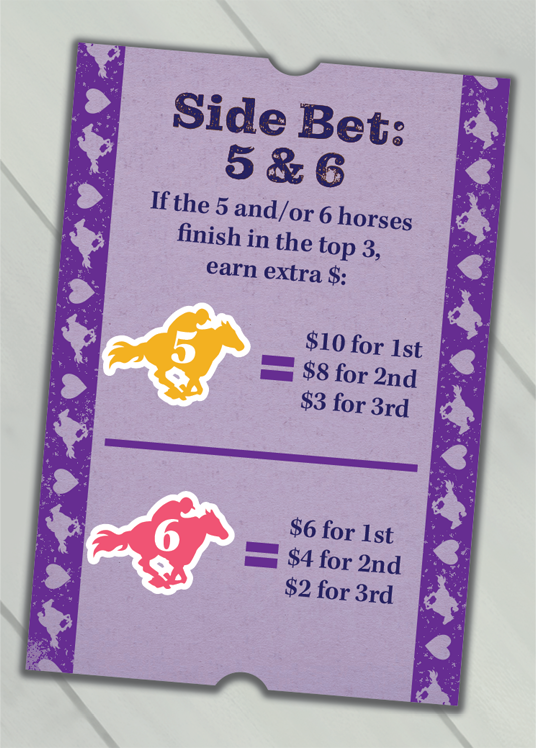 Side Bet:
5 & 6
If the 5 and/or 6 horses
finish in the top 3,
earn extra $:
5
$10 for 1st
= $8 for 2nd
$3 for 3rd
6
$6 for 1st
= $4 for 2nd
$2 for 3rd